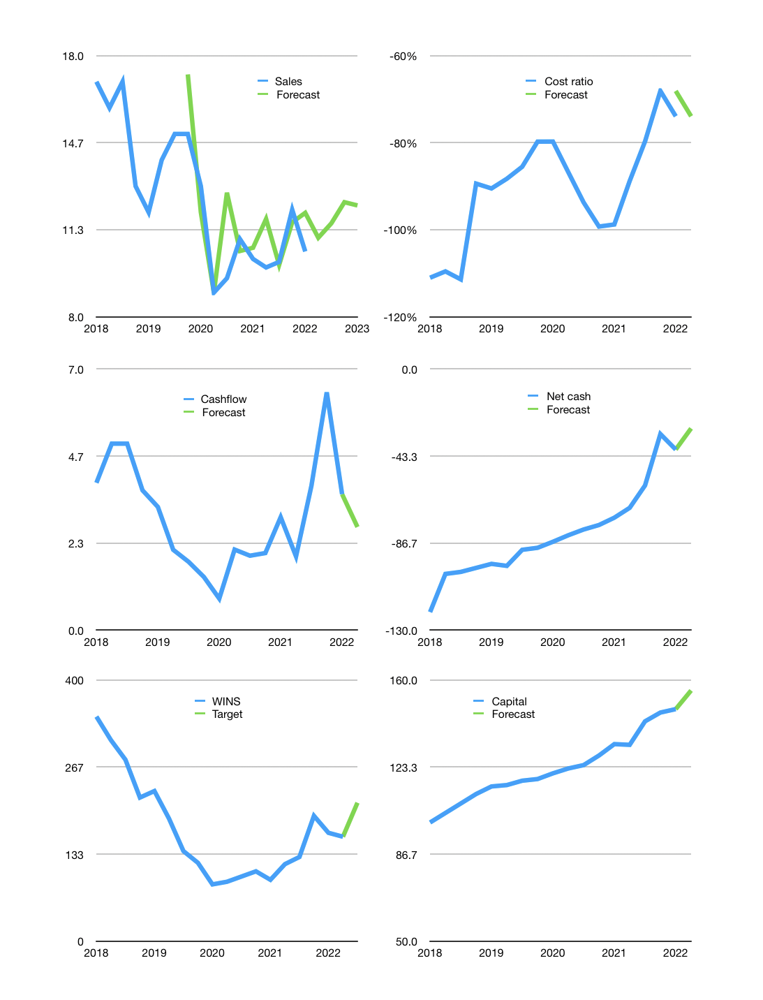 18.0
14.7
11.3
8.0
Sales
Forecast
2018 2019 2020 2021 2022 2023
-60%
-80%
-100%
-120%
Cost ratio
Forecast
2018 2019 2020 2021 2022
7.0
4.7
2.3
0.0
Cashflow
Forecast
2018 2019 2020 2021 2022
0.0
-43.3
-86.7
-130.0
Net cash
Forecast
2018 2019 2020 2021 2022
400
267
133
0
WINS
Target
2018 2019 2020 2021 2022
160.0
123.3
86.7
50.0
Capital
Forecast
2018 2019 2020 2021 2022